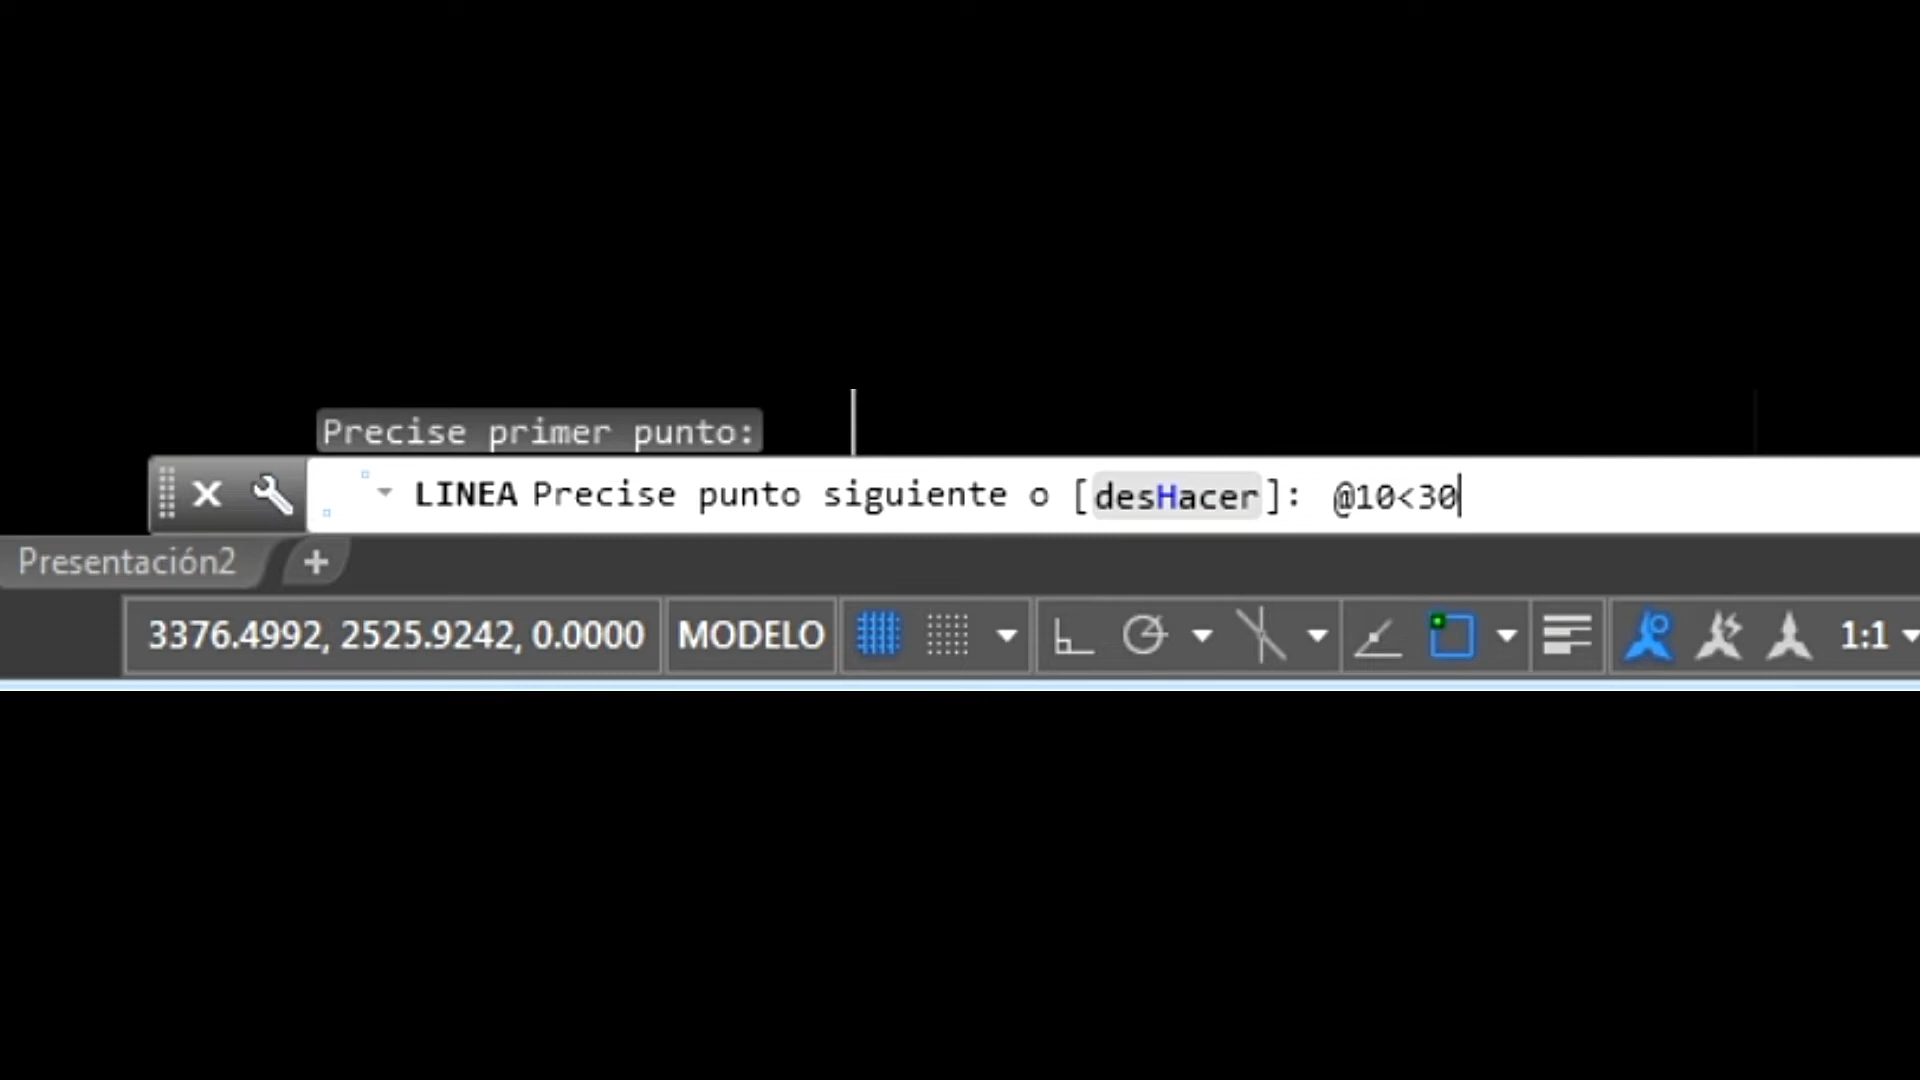 Precise primer punto:
LINEA Precise punto siguiente o [desHacer]: @10<30
Presentación2 +
3376.4992, 2525.9242, 0.0000 MODELO 1:1